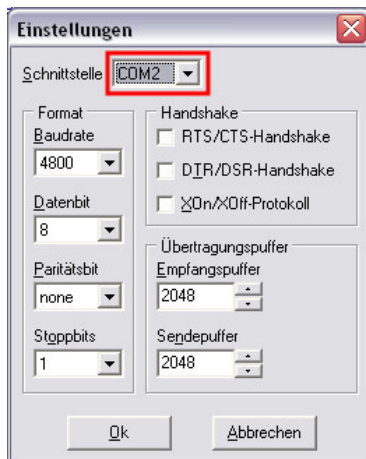 Einstellungen
Schnittstelle COM2
Format
Baudrate
4800
Datenbit
8
Paritätsbit
none
Stoppbits
1
Handshake
RTS/CTS-Handshake
DTR/DSR-Handshake
XOn/XOff-Protokoll
Übertragungspuffer
Empfangspuffer
2048
Sendepuffer
2048
Ok
Abbrechen